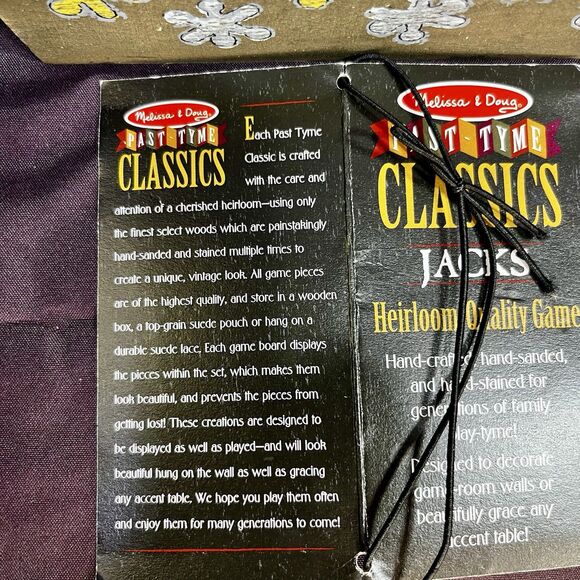 Melissa & Doug
PAST-TYME
CLASSICS
Each Past Tyme
Classic is crafted
with the care and
attention of a cherished heirloom—using only
the finest select woods which are painstakingly
hand-sanded and stained multiple times to
create a unique, vintage look. All game pieces
are of the highest quality, and store in a wooden
box, a top-grain suede pouch or hang on a
durable suede lace. Each game board displays
the pieces within the set, which makes them
look beautiful, and prevents the pieces from
getting lost! These creations are designed to
be displayed as well as played—and will look
beautiful hung on the wall as well as gracing
any accent table. We hope you play them often
and enjoy them for many generations to come!
Melissa & Doug
PAST-TYME
CLASSICS
JACKS
Heirloom Quality Game
Hand-crafted, hand-sanded,
and hand-stained for
generations of family
play-tyme!
Designed to decorate
game-room walls or
beautifully grace any
accent table!